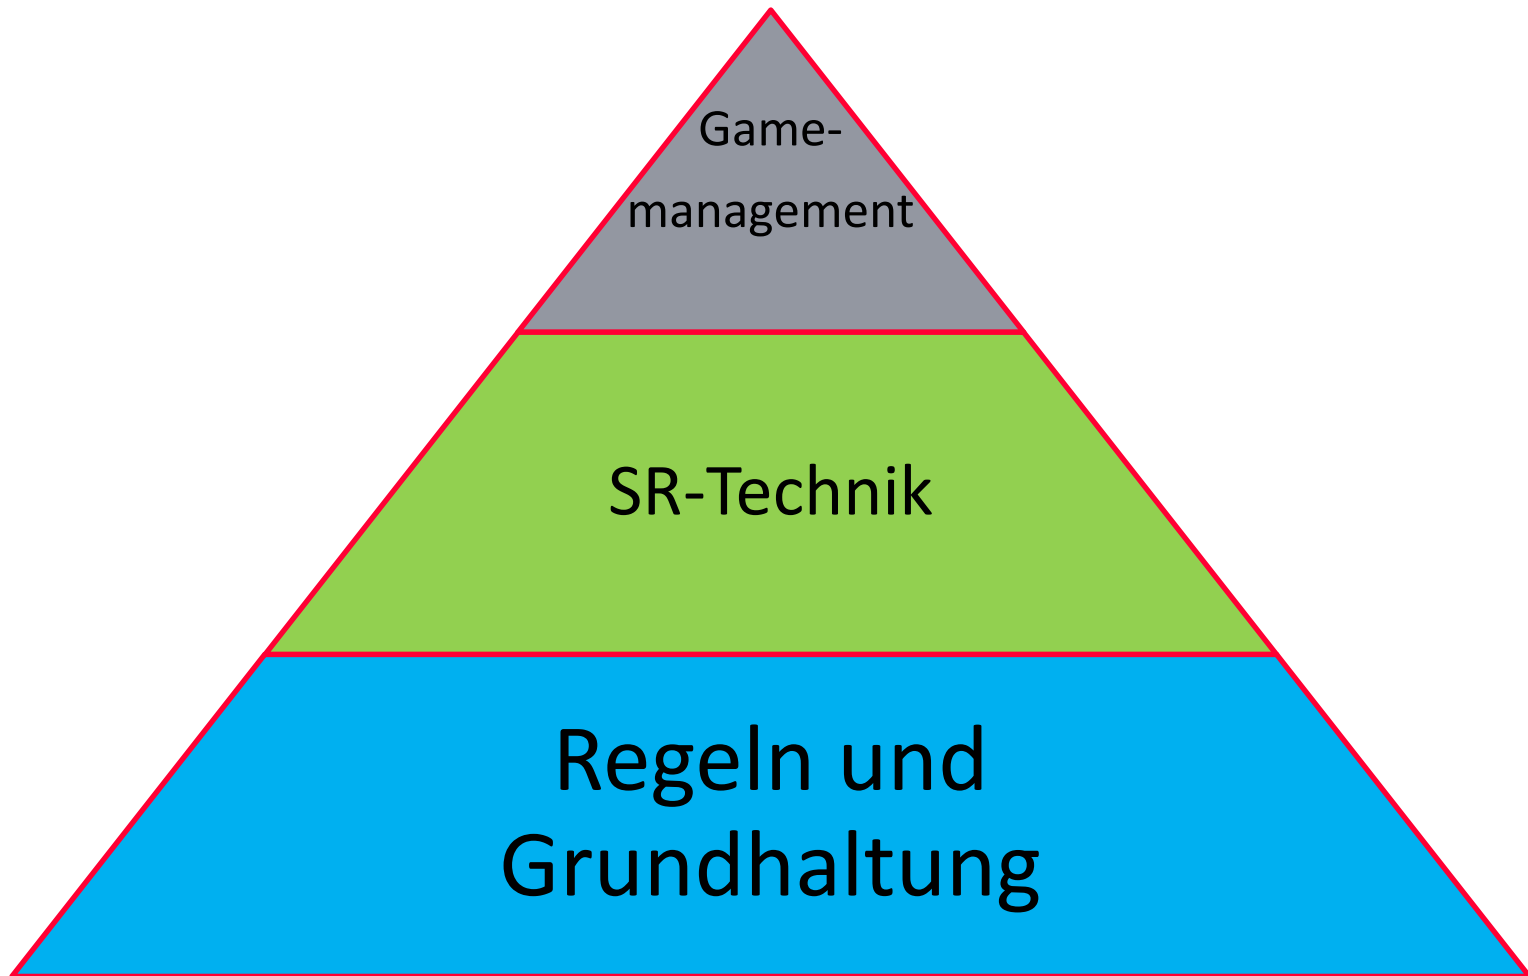 Game-
management
SR-Technik
Regeln und
Grundhaltung